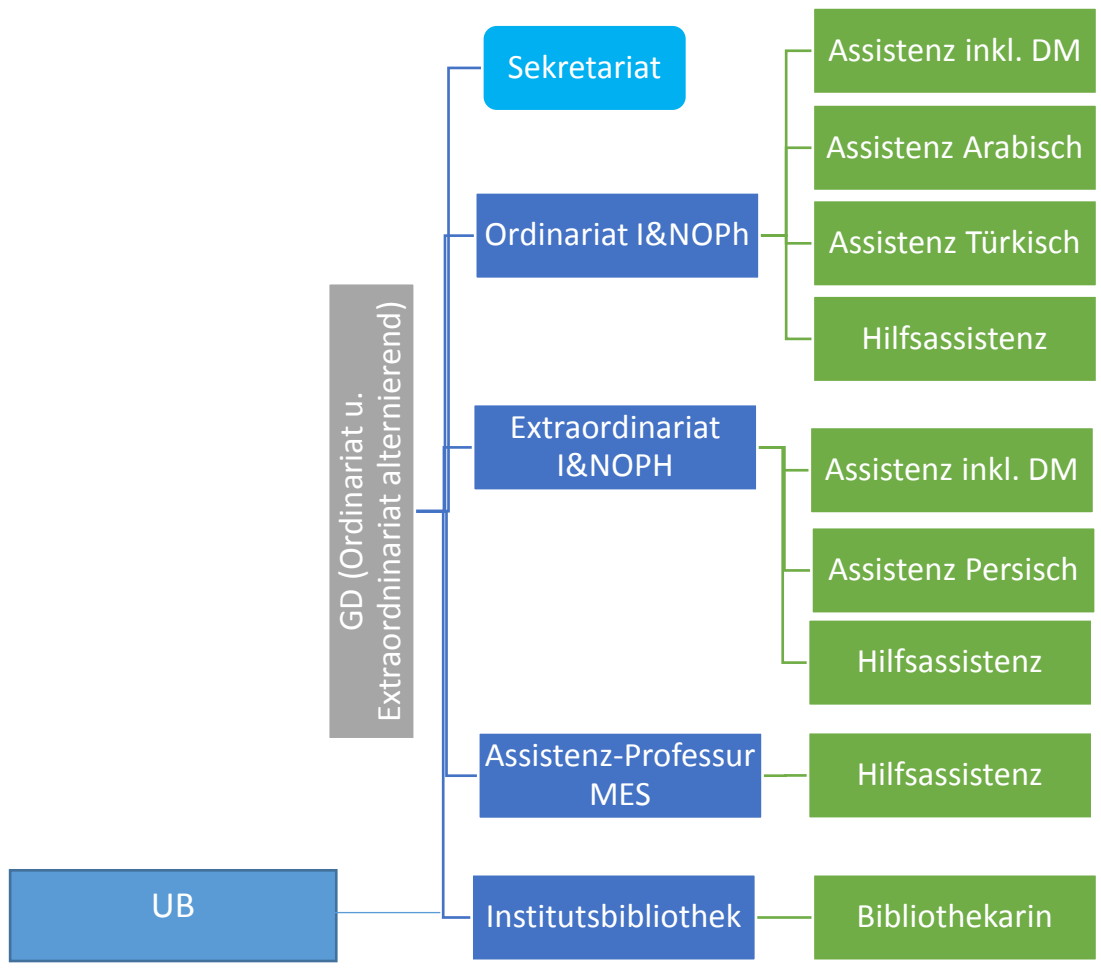 Sekretariat
Assistenz inkl. DM
Assistenz Arabisch
Ordinariat I&NOPh
Assistenz Türkisch
Hilfsassistenz
GD (Ordinariat u.
Extraordninariat alternierend)
Extraordinariat
I&NOPH
Assistenz inkl. DM
Assistenz Persisch
Hilfsassistenz
Assistenz-Professur
MES
Hilfsassistenz
UB
Institutsbibliothek
Bibliothekarin